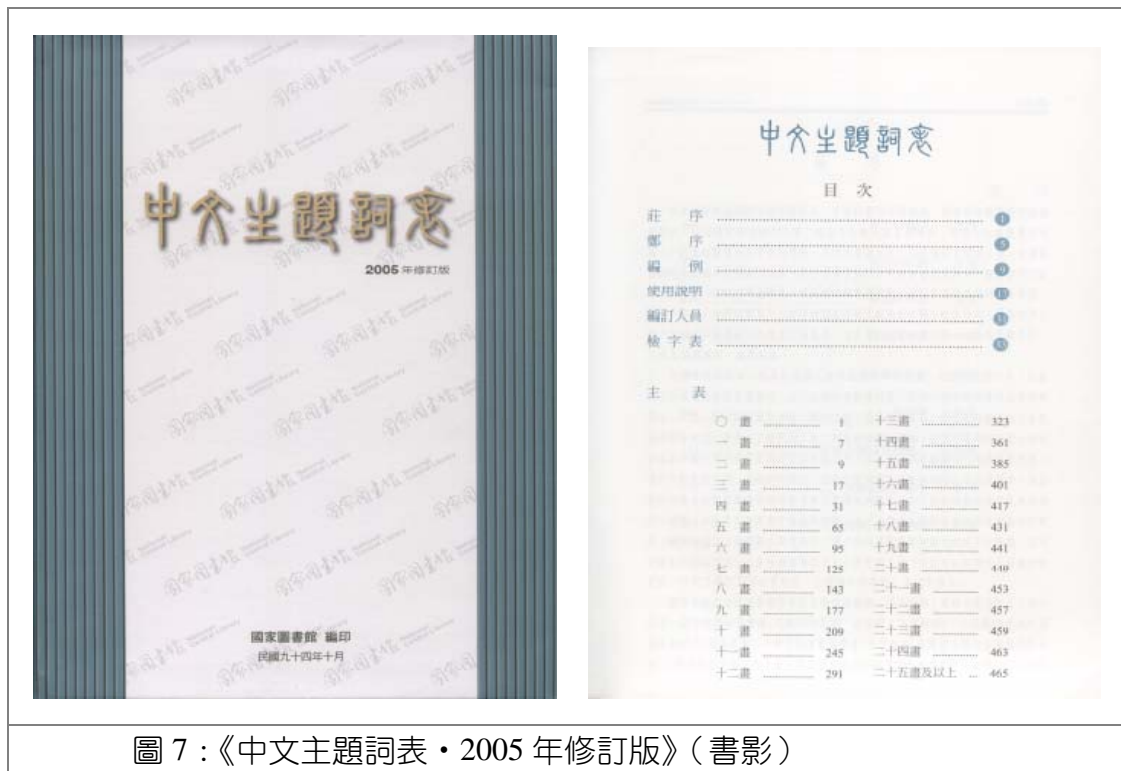 中文主題詞表
2005年修訂版
國家圖書館 編印
民國九十四年十月
中文主題詞表
目 次
莊 序 ........ 1
鄭 序 ........ 5
編 例 ........ 9
使用說明 ........
編訂人員 ........
檢字表 ........
主 表
○ 畫 ........ 1
一 畫 ........ 7
二 畫 ........ 9
三 畫 ........ 17
四 畫 ........ 31
五 畫 ........ 65
六 畫 ........ 95
七 畫 ........ 125
八 畫 ........ 143
九 畫 ........ 177
十 畫 ........ 209
十一畫 ........ 245
十二畫 ........ 291
十三畫 ........ 323
十四畫 ........ 361
十五畫 ........ 385
十六畫 ........ 401
十七畫 ........ 417
十八畫 ........ 431
十九畫 ........ 441
二十畫 ........ 449
二十一畫 ........ 453
二十二畫 ........ 457
二十三畫 ........ 459
二十四畫 ........ 463
二十五畫及以上 ... 465
圖 7：《中文主題詞表・2005 年修訂版》（書影）